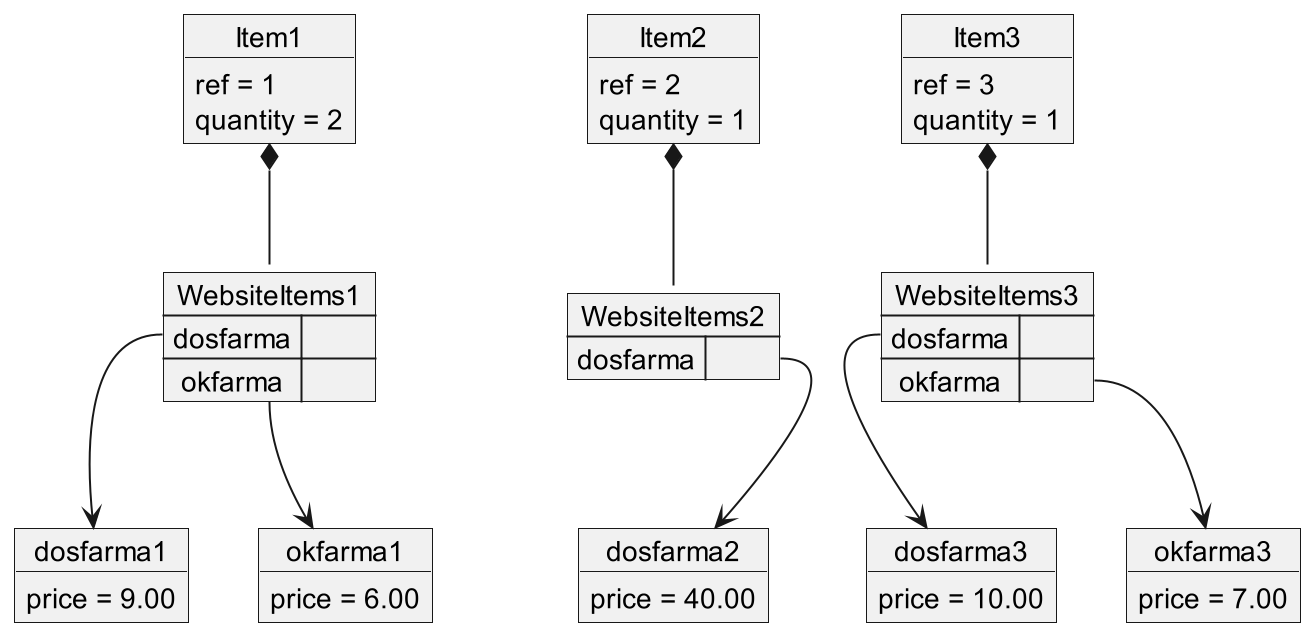 Item1
ref = 1
quantity = 2
Item2
ref = 2
quantity = 1
Item3
ref = 3
quantity = 1
WebsiteItems1
dosfarma
okfarma
WebsiteItems2
dosfarma
WebsiteItems3
dosfarma
okfarma
dosfarma1
price = 9.00
okfarma1
price = 6.00
dosfarma2
price = 40.00
dosfarma3
price = 10.00
okfarma3
price = 7.00